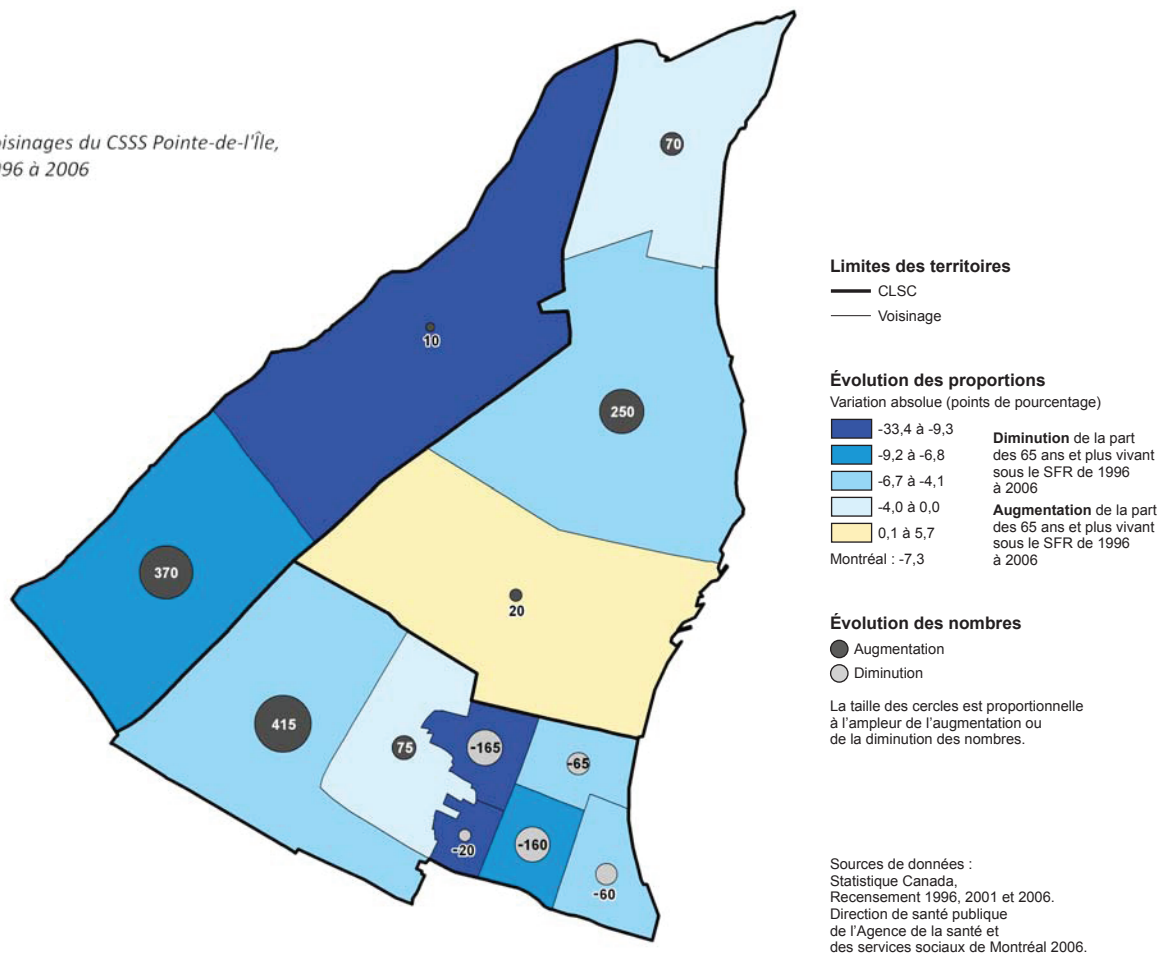 oisinages du CSSS Pointe-de-l'Île,
96 à 2006
70
10
250
370
20
415
75
-165
-65
-20
-160
-60
Limites des territoires
CLSC
Voisinage
Évolution des proportions
Variation absolue (points de pourcentage)
-33,4 à -9,3
-9,2 à -6,8
-6,7 à -4,1
-4,0 à 0,0
0,1 à 5,7
Montréal : -7,3
Diminution de la part
des 65 ans et plus vivant
sous le SFR de 1996
à 2006
Augmentation de la part
des 65 ans et plus vivant
sous le SFR de 1996
à 2006
Évolution des nombres
Augmentation
Diminution
La taille des cercles est proportionnelle
à l'ampleur de l'augmentation ou
de la diminution des nombres.
Sources de données :
Statistique Canada,
Recensement 1996, 2001 et 2006.
Direction de santé publique
de l'Agence de la santé et
des services sociaux de Montréal 2006.